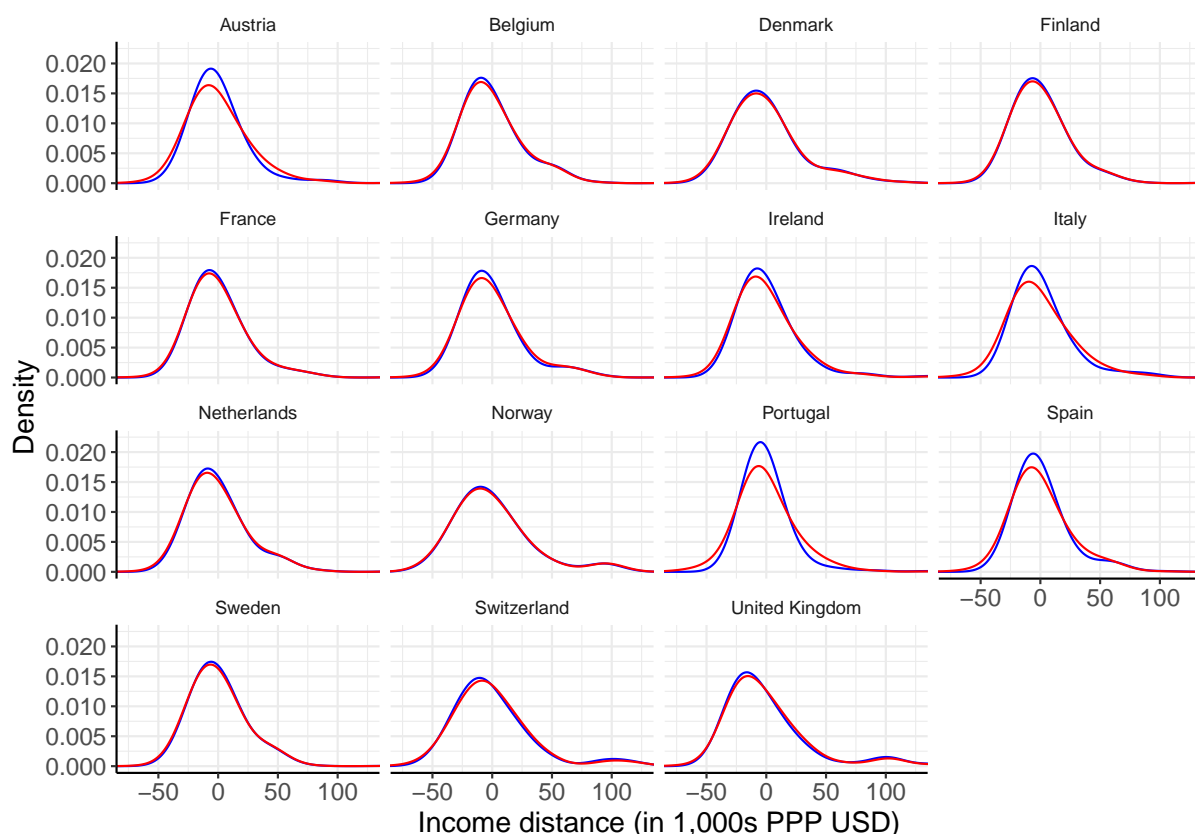 Austria Belgium Denmark Finland
0.020
0.015
0.010
0.005
0.000
France Germany Ireland Italy
0.020
0.015
0.010
0.005
0.000
Netherlands Norway Portugal Spain
0.020
0.015
0.010
0.005
0.000
−50 0 50 100
Sweden Switzerland United Kingdom
0.020
0.015
0.010
0.005
0.000
−50 0 50 100 −50 0 50 100 −50 0 50 100
Density
Income distance (in 1,000s PPP USD)